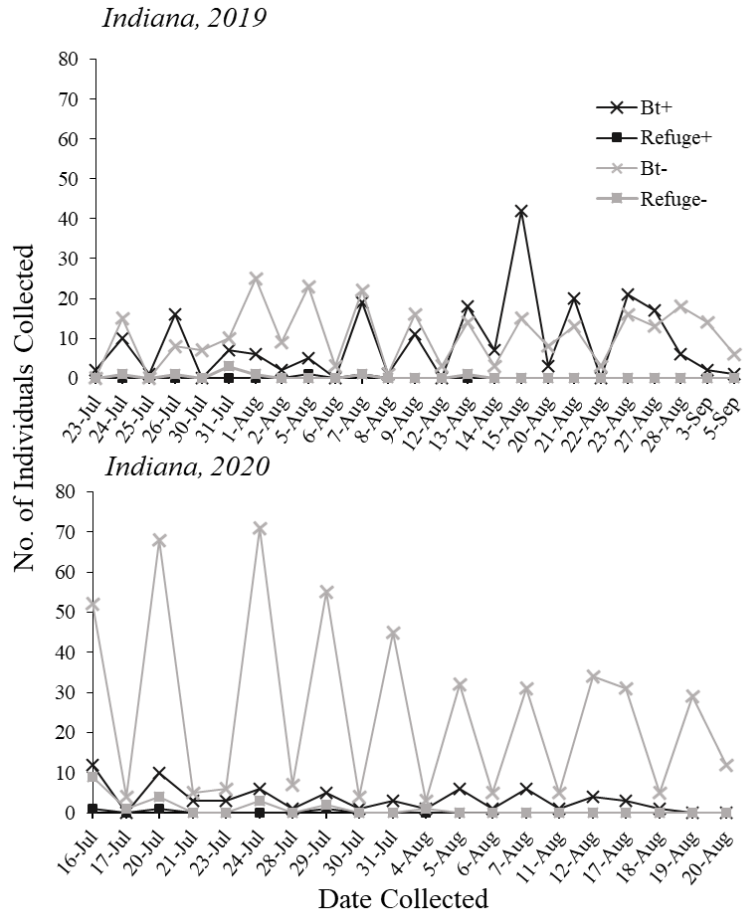 Indiana, 2019
80
70
60
50
40
30
20
10
0
Bt+
Refuge+
Bt-
Refuge-
23-Jul
24-Jul
25-Jul
26-Jul
30-Jul
31-Jul
1-Aug
2-Aug
5-Aug
6-Aug
7-Aug
8-Aug
9-Aug
12-Aug
13-Aug
14-Aug
15-Aug
20-Aug
21-Aug
22-Aug
23-Aug
27-Aug
28-Aug
3-Sep
5-Sep
No. of Individuals Collected
Indiana, 2020
80
70
60
50
40
30
20
10
0
16-Jul
17-Jul
20-Jul
21-Jul
23-Jul
24-Jul
28-Jul
29-Jul
30-Jul
31-Jul
4-Aug
5-Aug
6-Aug
7-Aug
11-Aug
12-Aug
17-Aug
18-Aug
19-Aug
20-Aug
Date Collected